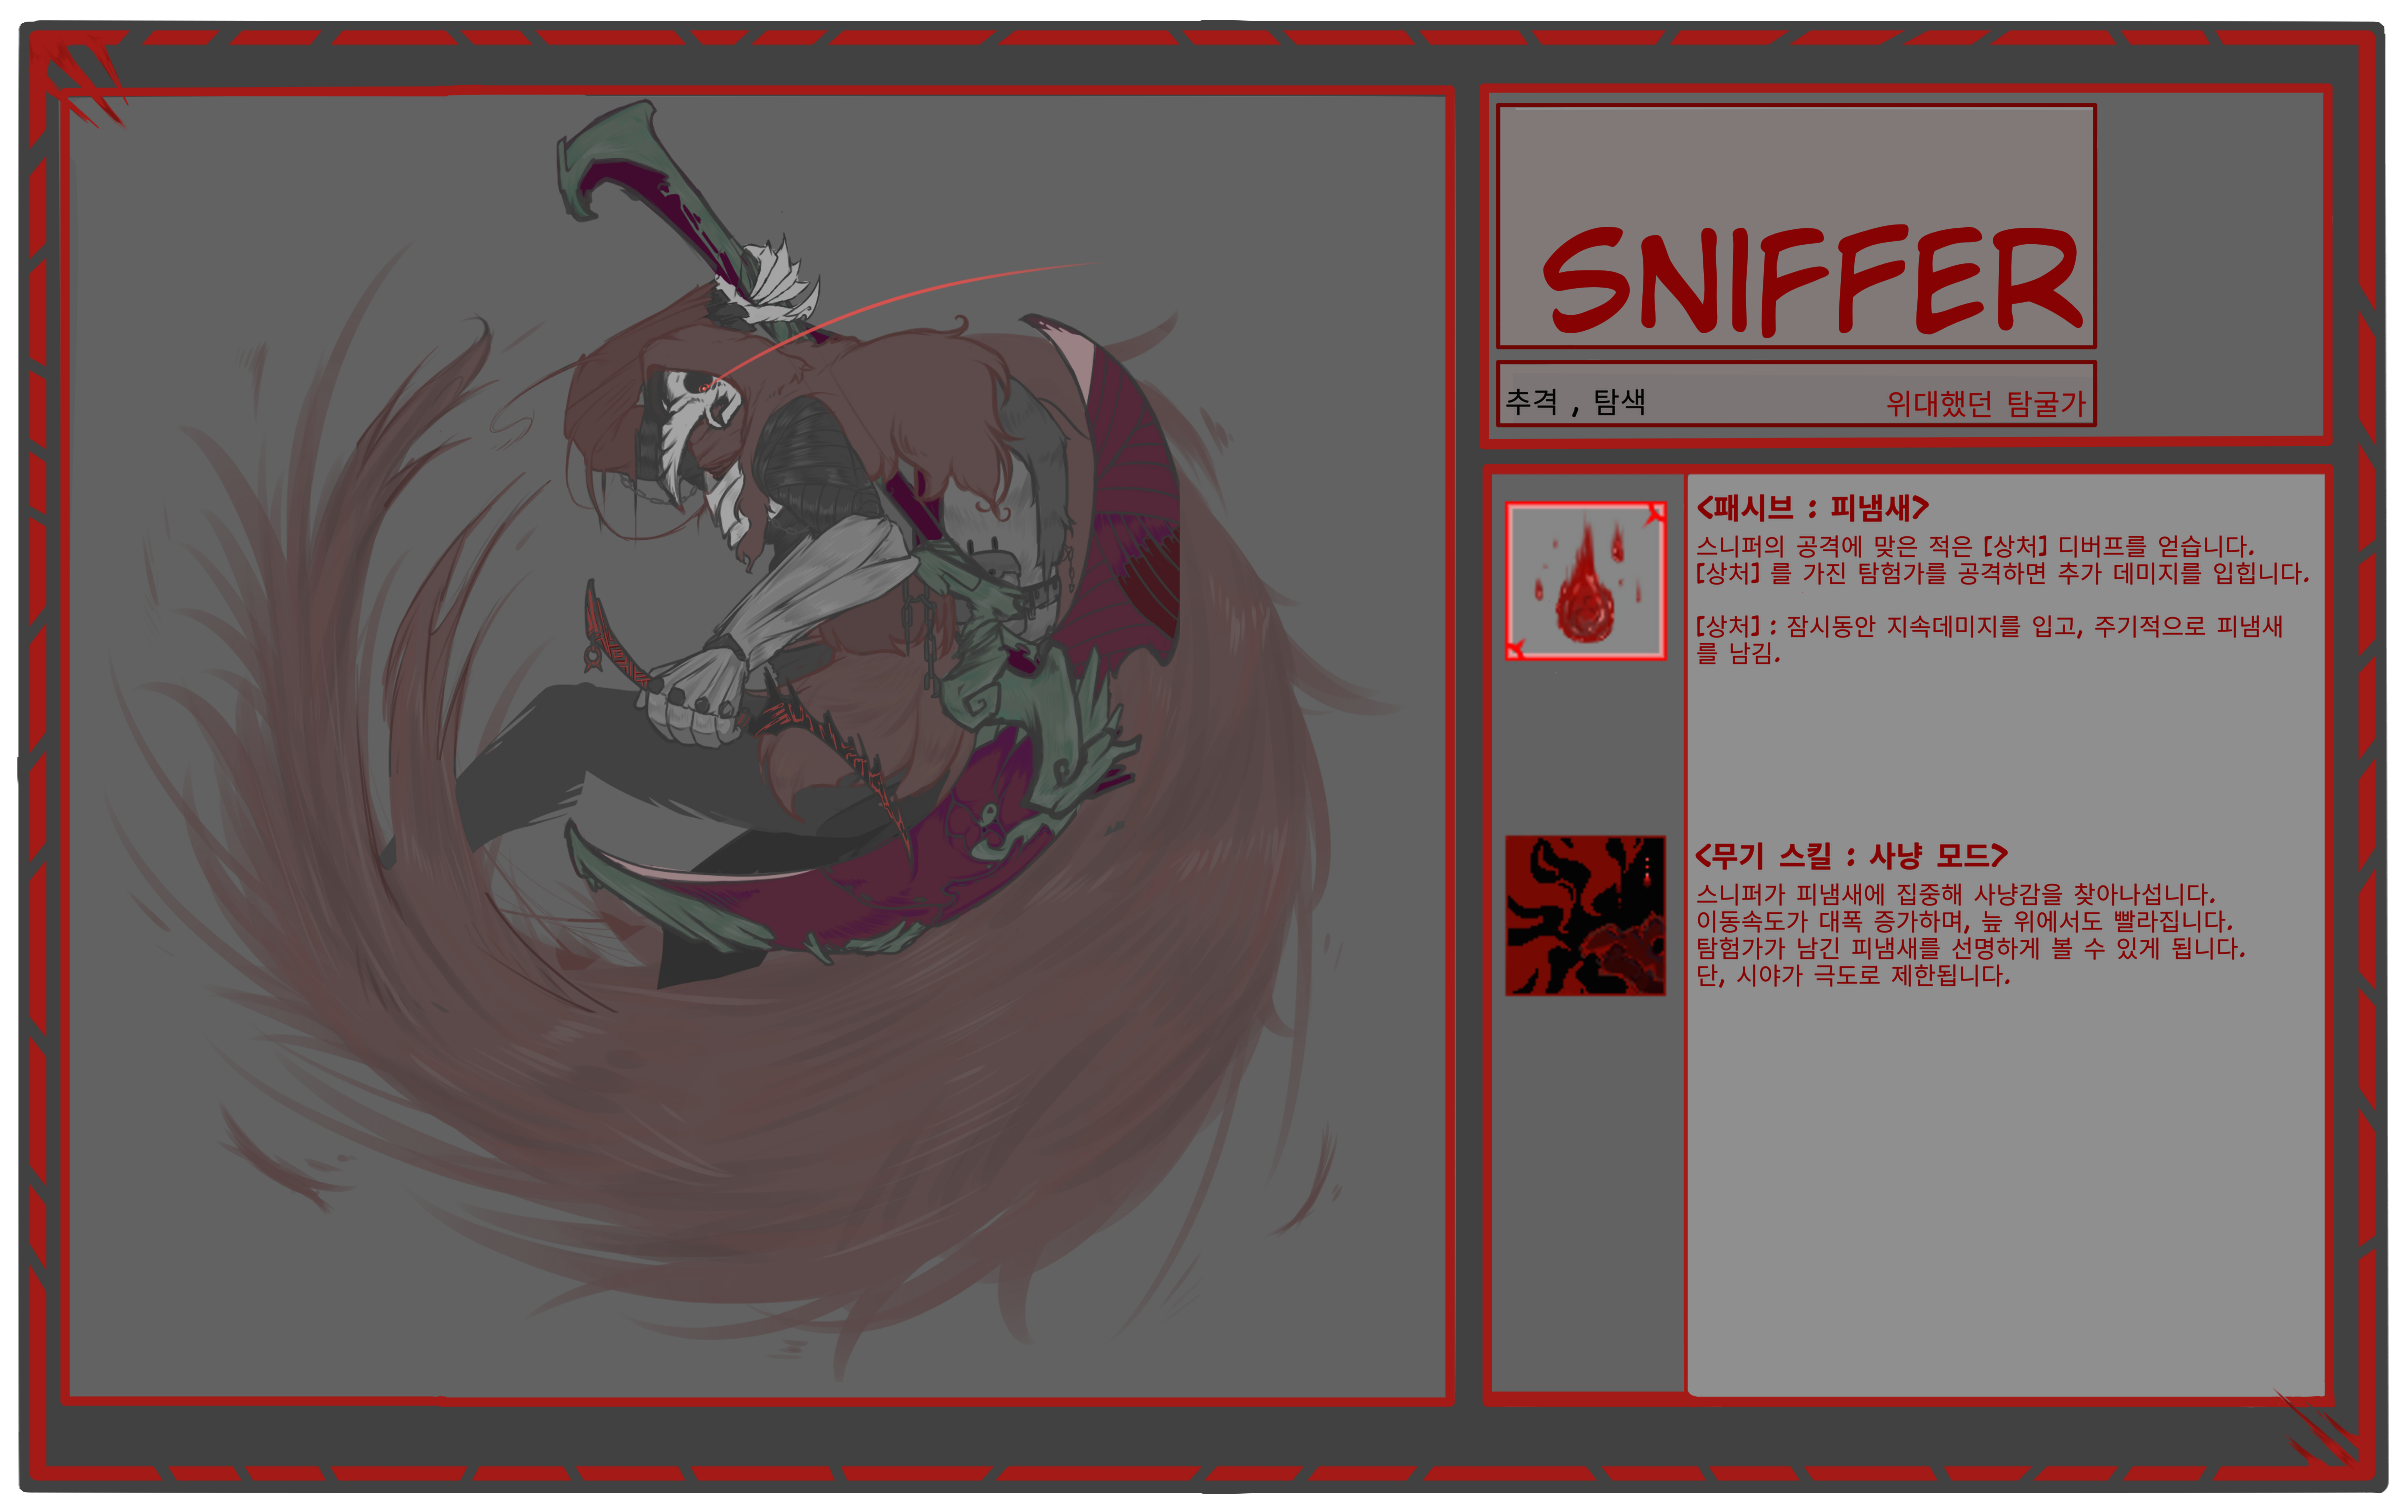 SNIFFER
추격 , 탐색
위대했던 탐굴가
<패시브 : 피냄새>
스니퍼의 공격에 맞은 적은 [상처] 디버프를 얻습니다.
[상처] 를 가진 탐험가를 공격하면 추가 데미지를 입힙니다.
[상처] : 잠시동안 지속데미지를 입고, 주기적으로 피냄새
를 남김.
<무기 스킬 : 사냥 모드>
스니퍼가 피냄새에 집중해 사냥감을 찾아나섭니다.
이동속도가 대폭 증가하며, 늪 위에서도 빨라집니다.
탐험가가 남긴 피냄새를 선명하게 볼 수 있게 됩니다.
단, 시야가 극도로 제한됩니다.